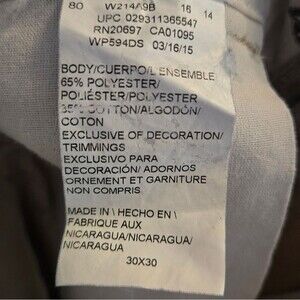 80 W214A9B 16 14
UPC 029311365547
RN20697 CA01095
WP594DS 03/16/15
BODY/CUERPO/L'ENSEMBLE
65% POLYESTER/
POLIÉSTER/POLYESTER
35% COTTON/ALGODÓN/
COTON
EXCLUSIVE OF DECORATION/
TRIMMINGS
EXCLUSIVO PARA
DECORACIÓN/ ADORNOS
ORNEMENT ET GARNITURE
NON COMPRIS
MADE IN \ HECHO EN \
FABRIQUE AUX
NICARAGUA/NICARAGUA/
NICARAGUA
30X30